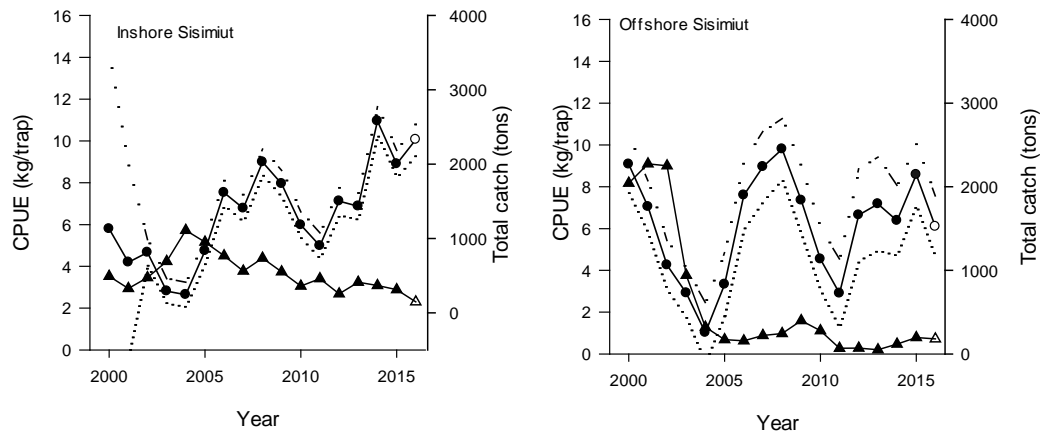 Inshore Sisimiut
CPUE (kg/trap)
16
14
12
10
8
6
4
2
0
4000
3000
2000
1000
0
Total catch (tons)
2000 2005 2010 2015
Year
Offshore Sisimiut
CPUE (kg/trap)
16
14
12
10
8
6
4
2
0
4000
3000
2000
1000
0
Total catch (tons)
2000 2005 2010 2015
Year